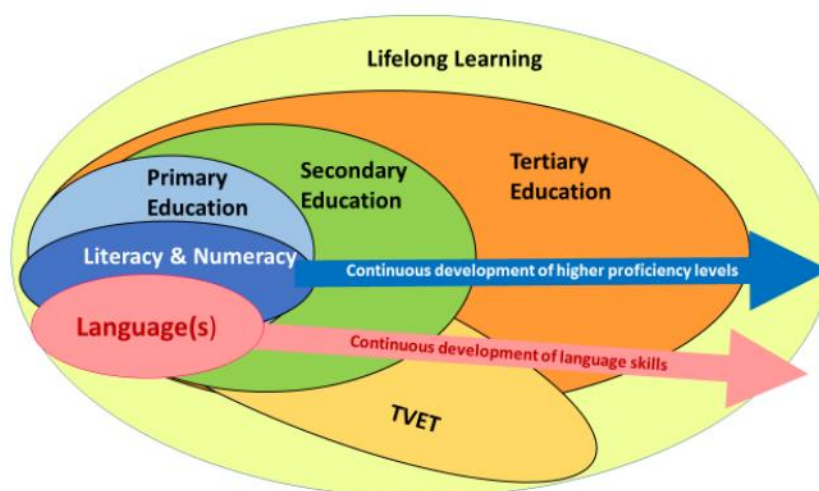 Lifelong Learning
Primary
Education
Secondary
Education
Tertiary
Education
Literacy & Numeracy
Continuous development of higher proficiency levels
Language(s)
Continuous development of language skills
TVET